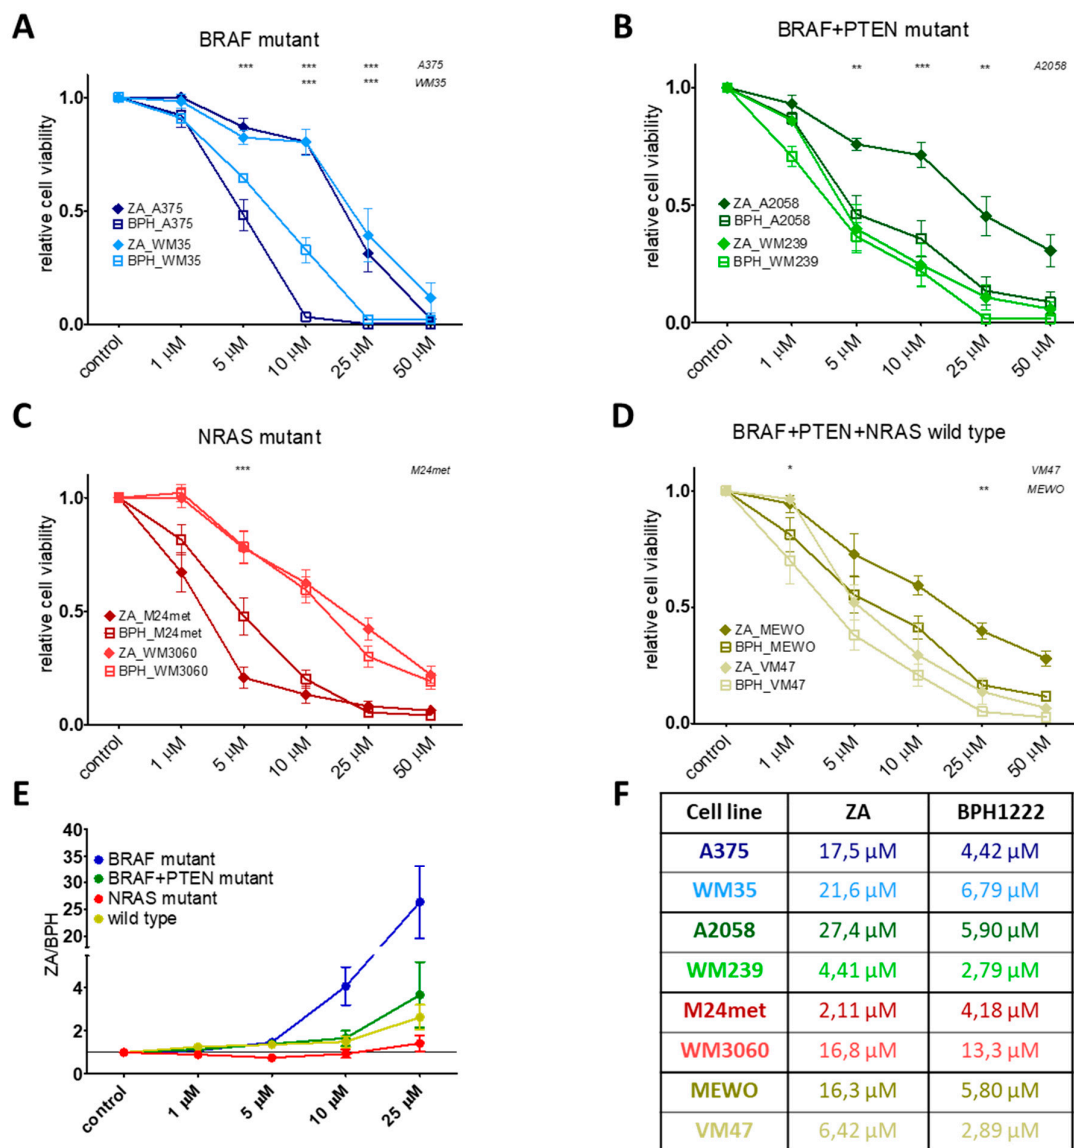 A
BRAF mutant
*** *** *** A375
*** *** WM35
relative cell viability
1.0
0.5
0.0
ZA_A375
BPH_A375
ZA_WM35
BPH_WM35
control 1 µM 5 µM 10 µM 25 µM 50 µM
B
BRAF+PTEN mutant
** *** ** A2058
relative cell viability
1.0
0.5
0.0
ZA_A2058
BPH_A2058
ZA_WM239
BPH_WM239
control 1 µM 5 µM 10 µM 25 µM 50 µM
C
NRAS mutant
*** M24met
relative cell viability
1.0
0.5
0.0
ZA_M24met
BPH_M24met
ZA_WM3060
BPH_WM3060
control 1 µM 5 µM 10 µM 25 µM 50 µM
D
BRAF+PTEN+NRAS wild type
* VM47
** MEWO
relative cell viability
1.0
0.5
0.0
ZA_MEWO
BPH_MEWO
ZA_VM47
BPH_VM47
control 1 µM 5 µM 10 µM 25 µM 50 µM
E
ZA/BPH
40
35
30
25
20
4
2
0
BRAF mutant
BRAF+PTEN mutant
NRAS mutant
wild type
control 1 µM 5 µM 10 µM 25 µM
F
Cell line ZA BPH1222
A375 17,5 µM 4,42 µM
WM35 21,6 µM 6,79 µM
A2058 27,4 µM 5,90 µM
WM239 4,41 µM 2,79 µM
M24met 2,11 µM 4,18 µM
WM3060 16,8 µM 13,3 µM
MEWO 16,3 µM 5,80 µM
VM47 6,42 µM 2,89 µM